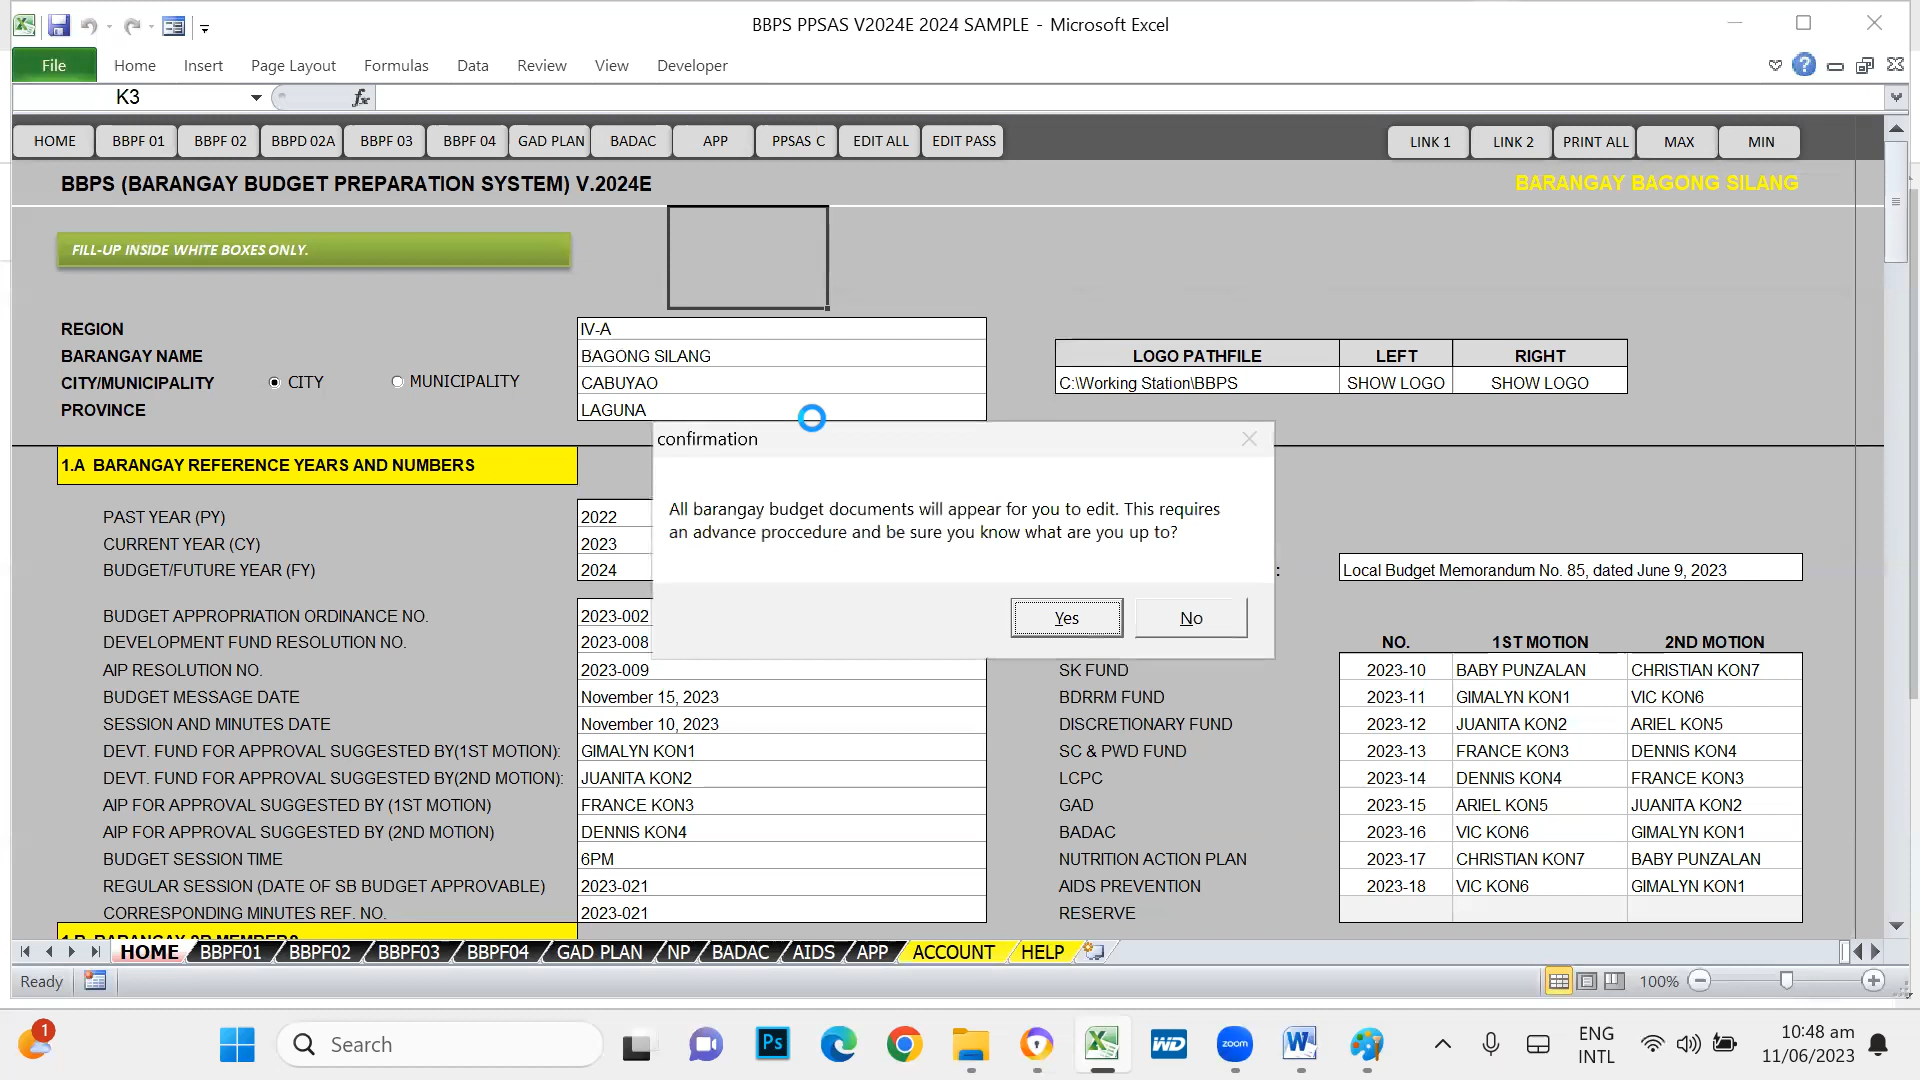 BBPS PPSAS V2024E 2024 SAMPLE - Microsoft Excel
File Home Insert Page Layout Formulas Data Review View Developer
K3 fx
HOME BBPF 01 BBPF 02 BBPD 02A BBPF 03 BBPF 04 GAD PLAN BADAC APP PPSAS C EDIT ALL EDIT PASS LINK 1 LINK 2 PRINT ALL MAX MIN
BBPS (BARANGAY BUDGET PREPARATION SYSTEM) V.2024E BARANGAY BAGONG SILANG
FILL-UP INSIDE WHITE BOXES ONLY.
REGION IV-A
BARANGAY NAME BAGONG SILANG LOGO PATHFILE LEFT RIGHT
CITY/MUNICIPALITY CITY MUNICIPALITY CABUYAO C:\Working Station\BBPS SHOW LOGO SHOW LOGO
PROVINCE LAGUNA
confirmation
All barangay budget documents will appear for you to edit. This requires
an advance proccedure and be sure you know what are you up to?
Yes No
1.A BARANGAY REFERENCE YEARS AND NUMBERS
PAST YEAR (PY) 2022
CURRENT YEAR (CY) 2023
BUDGET/FUTURE YEAR (FY) 2024 : Local Budget Memorandum No. 85, dated June 9, 2023
BUDGET APPROPRIATION ORDINANCE NO. 2023-002
DEVELOPMENT FUND RESOLUTION NO. 2023-008 NO. 1ST MOTION 2ND MOTION
AIP RESOLUTION NO. 2023-009 SK FUND 2023-10 BABY PUNZALAN CHRISTIAN KON7
BUDGET MESSAGE DATE November 15, 2023 BDRRM FUND 2023-11 GIMALYN KON1 VIC KON6
SESSION AND MINUTES DATE November 10, 2023 DISCRETIONARY FUND 2023-12 JUANITA KON2 ARIEL KON5
DEVT. FUND FOR APPROVAL SUGGESTED BY(1ST MOTION): GIMALYN KON1 SC & PWD FUND 2023-13 FRANCE KON3 DENNIS KON4
DEVT. FUND FOR APPROVAL SUGGESTED BY(2ND MOTION): JUANITA KON2 LCPC 2023-14 DENNIS KON4 FRANCE KON3
AIP FOR APPROVAL SUGGESTED BY (1ST MOTION) FRANCE KON3 GAD 2023-15 ARIEL KON5 JUANITA KON2
AIP FOR APPROVAL SUGGESTED BY (2ND MOTION) DENNIS KON4 BADAC 2023-16 VIC KON6 GIMALYN KON1
BUDGET SESSION TIME 6PM NUTRITION ACTION PLAN 2023-17 CHRISTIAN KON7 BABY PUNZALAN
REGULAR SESSION (DATE OF SB BUDGET APPROVABLE) 2023-021 AIDS PREVENTION 2023-18 VIC KON6 GIMALYN KON1
CORRESPONDING MINUTES REF. NO. 2023-021 RESERVE
1.B BARANGAY SB MEMBERS
HOME BBPF01 BBPF02 BBPF03 BBPF04 GAD PLAN NP BADAC AIDS APP ACCOUNT HELP
Ready 100%
1 Search Ps WD zoom W ENG 10:48 am
INTL 11/06/2023